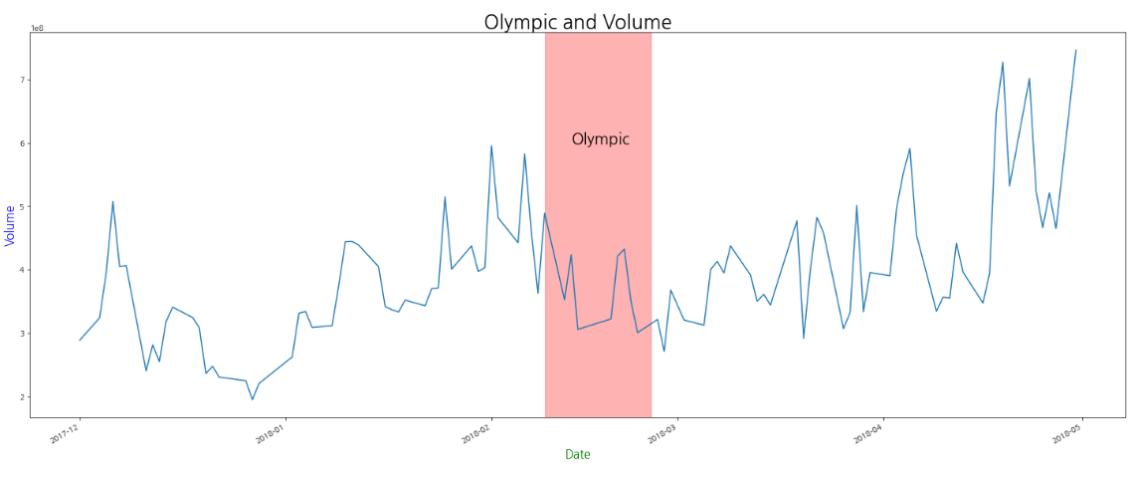 Olympic and Volume
1e8
7
6
5
4
3
2
Volume
Olympic
2017-12
2018-01
2018-02
2018-03
2018-04
2018-05
Date